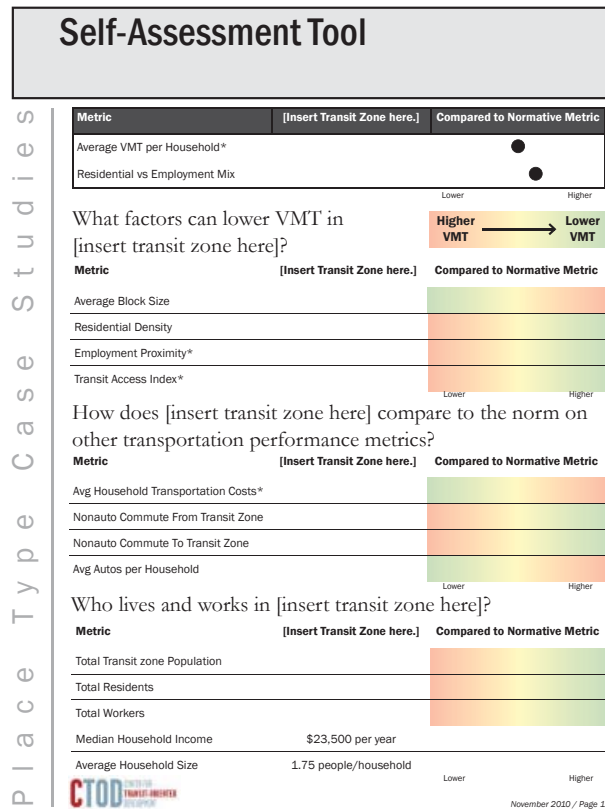 Self-Assessment Tool
Place Type Case Studies
Metric [Insert Transit Zone here.] Compared to Normative Metric
Average VMT per Household*
Residential vs Employment Mix
Lower Higher
What factors can lower VMT in
[insert transit zone here]?
Higher VMT Lower VMT
Metric [Insert Transit Zone here.] Compared to Normative Metric
Average Block Size
Residential Density
Employment Proximity*
Transit Access Index*
Lower Higher
How does [insert transit zone here] compare to the norm on
other transportation performance metrics?
Metric [Insert Transit Zone here.] Compared to Normative Metric
Avg Household Transportation Costs*
Nonauto Commute From Transit Zone
Nonauto Commute To Transit Zone
Avg Autos per Household
Lower Higher
Who lives and works in [insert transit zone here]?
Metric [Insert Transit Zone here.] Compared to Normative Metric
Total Transit zone Population
Total Residents
Total Workers
Median Household Income $23,500 per year
Average Household Size 1.75 people/household
Lower Higher
CTOD CENTER FOR
TRANSIT-ORIENTED
DEVELOPMENT
November 2010 / Page 1